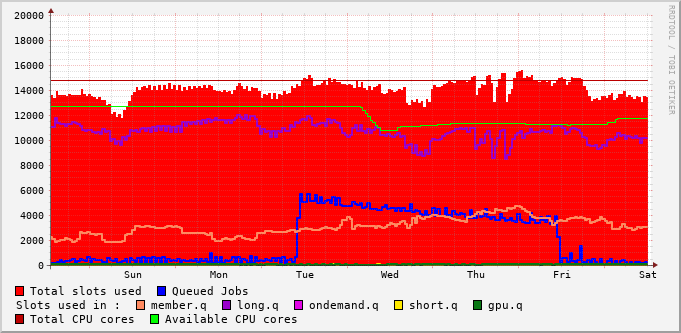 RRDTOOL / TOBI OETIKER
20000
18000
16000
14000
12000
10000
8000
6000
4000
2000
0
Sun Mon Tue Wed Thu Fri Sat
Total slots used Queued Jobs
Slots used in : member.q long.q ondemand.q short.q gpu.q
Total CPU cores Available CPU cores